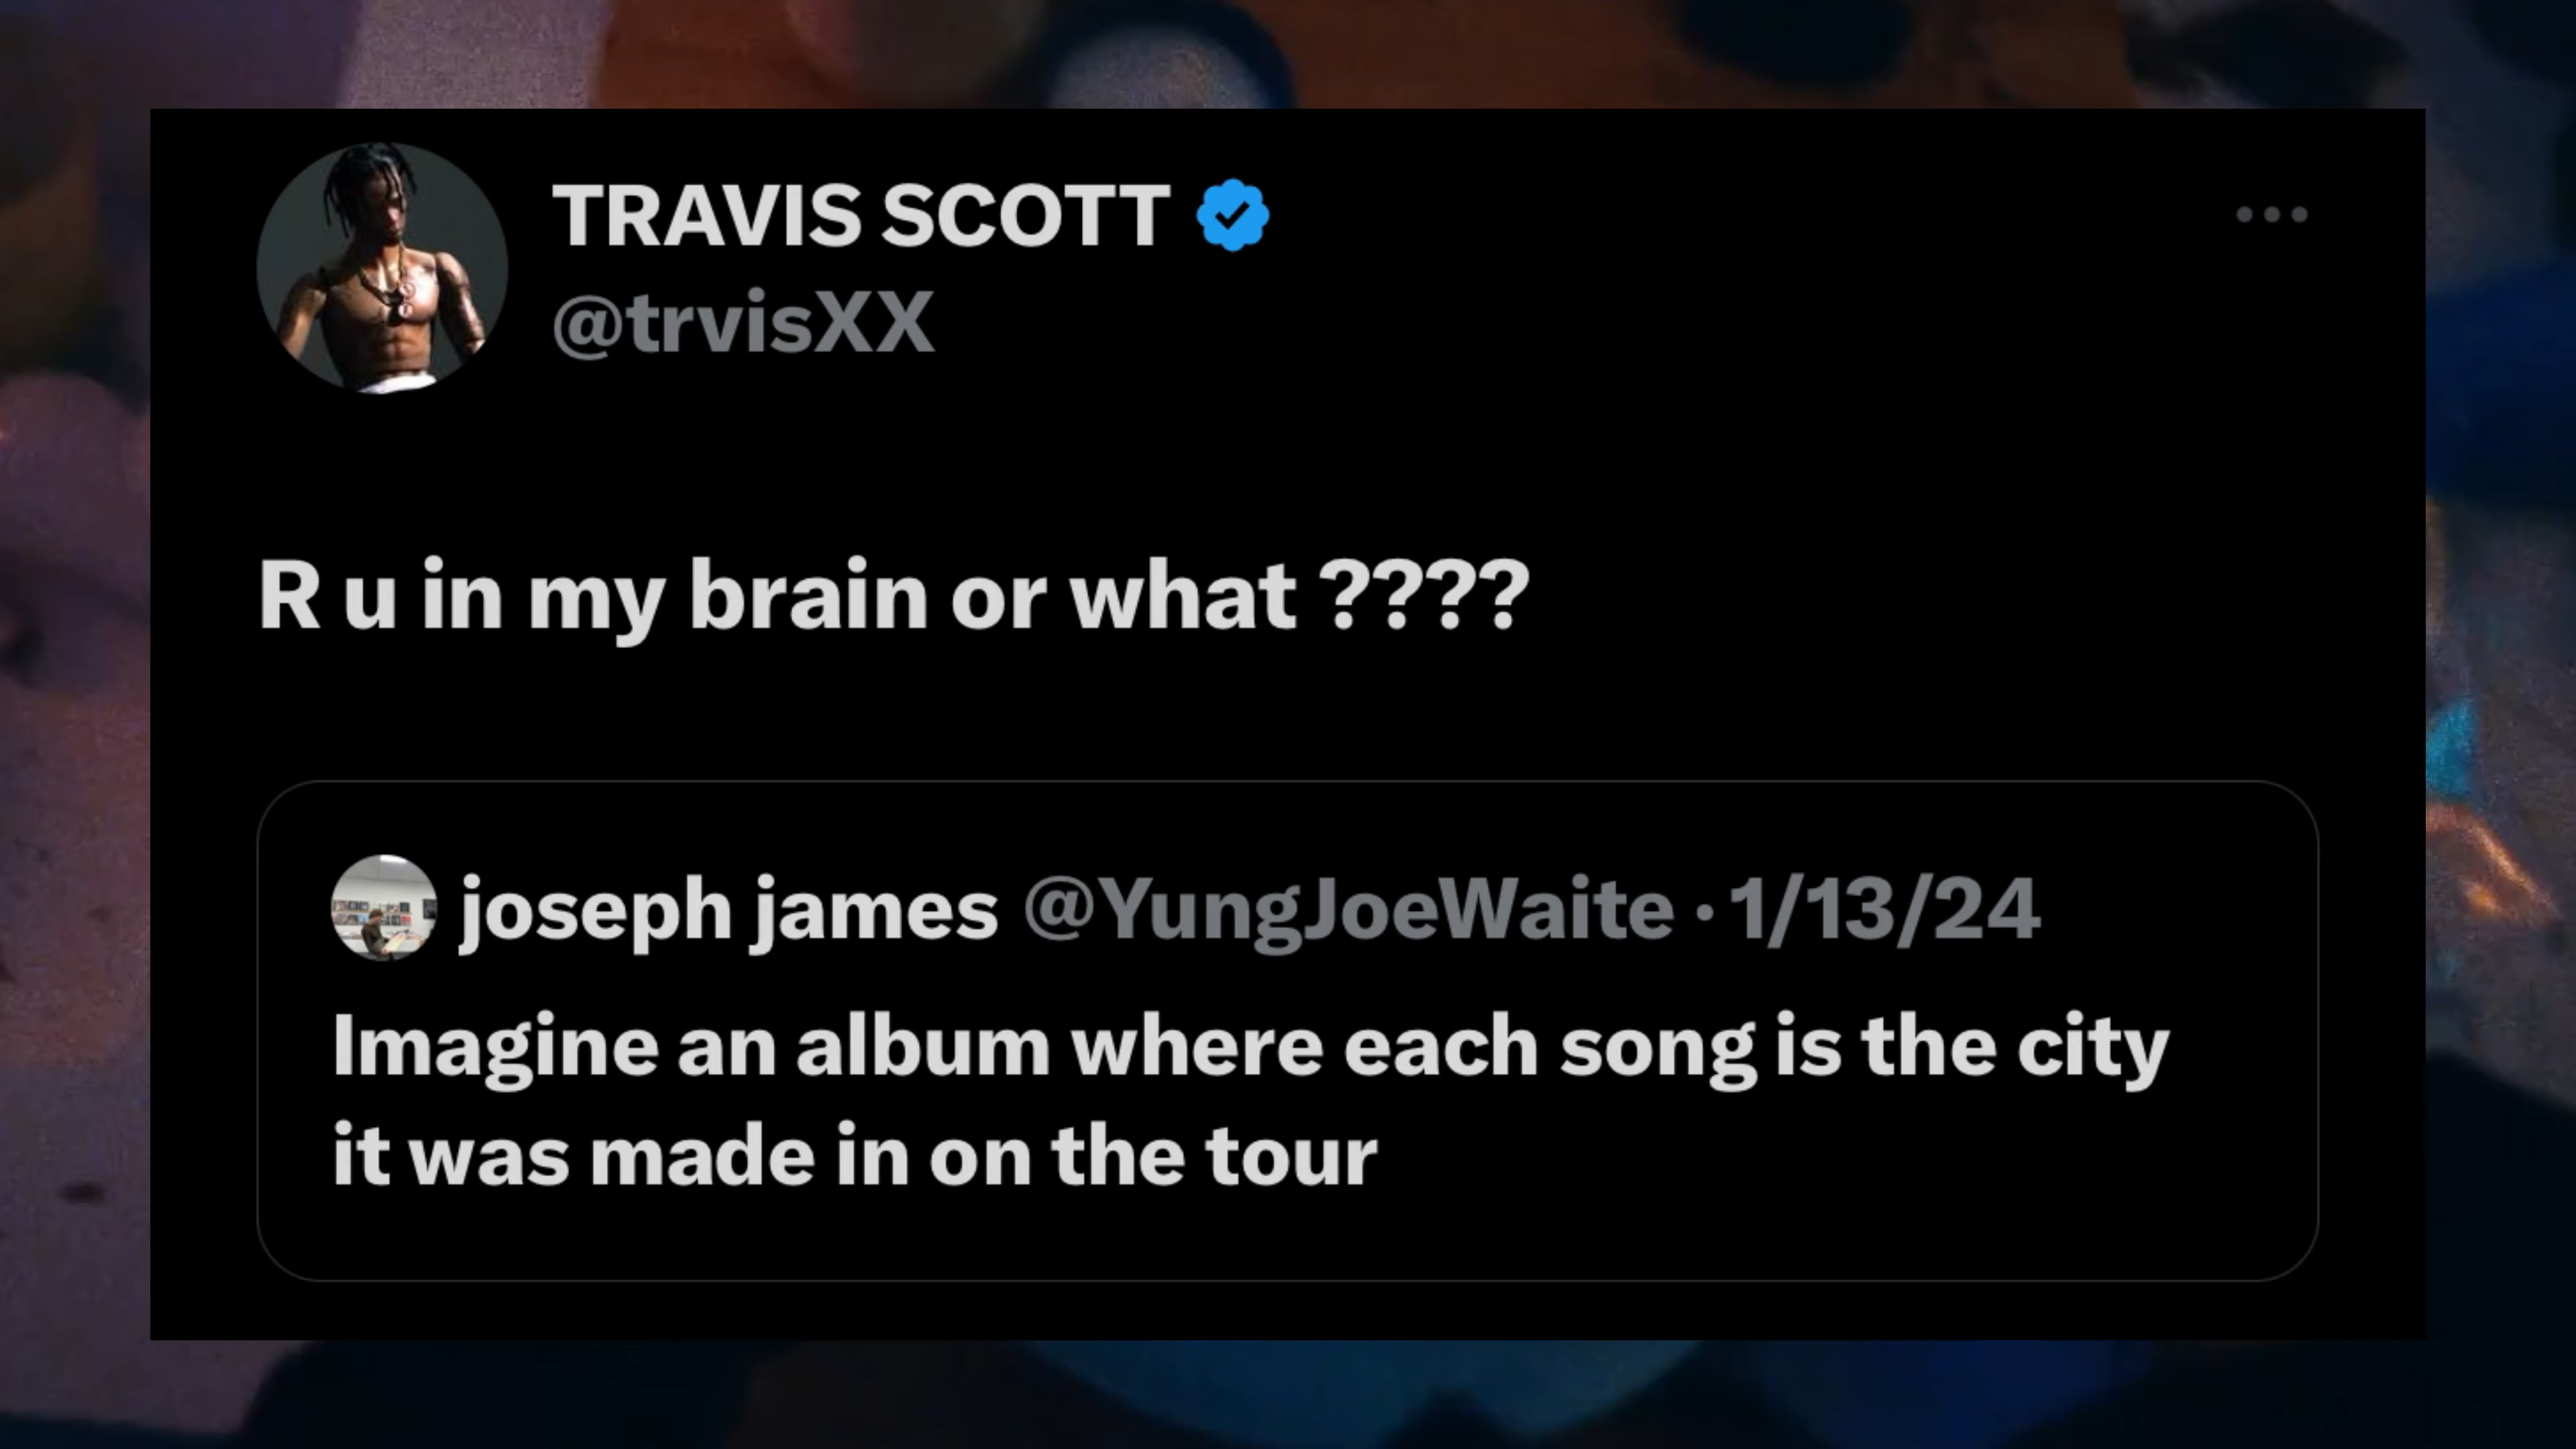 TRAVIS SCOTT
@trvisXX
R u in my brain or what ????
joseph james @YungJoeWaite · 1/13/24
Imagine an album where each song is the city
it was made in on the tour